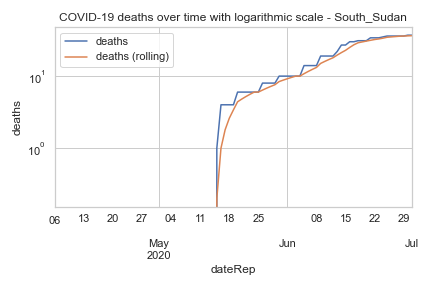 COVID-19 deaths over time with logarithmic scale - South_Sudan
deaths
deaths (rolling)
10¹
10⁰
deaths
06 13 20 27 04 11 18 25 08 15 22 29
May Jun Jul
2020
dateRep